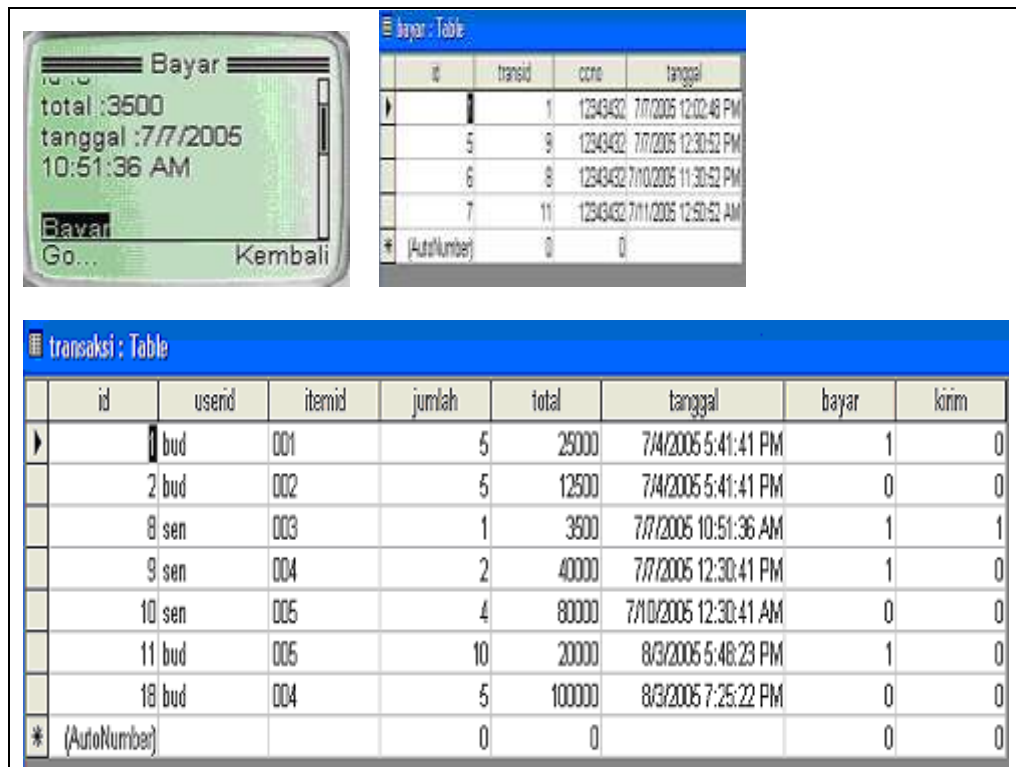 Bayar
total :3500
tanggal :7/7/2005
10:51:36 AM
Bayar
Go... Kembali
bayar : Table
id transid ccno tanggal
1 1 12343432 7/7/2005 12:02:48 PM
5 9 12343432 7/7/2005 12:30:52 PM
6 8 12343432 7/10/2005 11:30:52 PM
7 11 12343432 7/11/2005 12:50:52 AM
(AutoNumber) 0 0
transaksi : Table
id userid itemid jumlah total tanggal bayar kirim
1 bud 001 5 25000 7/4/2005 5:41:41 PM 1 0
2 bud 002 5 12500 7/4/2005 5:41:41 PM 0 0
8 sen 003 1 3500 7/7/2005 10:51:36 AM 1 1
9 sen 004 2 40000 7/7/2005 12:30:41 PM 1 0
10 sen 005 4 80000 7/10/2005 12:30:41 AM 0 0
11 bud 005 10 20000 8/3/2005 5:48:23 PM 1 0
18 bud 004 5 100000 8/3/2005 7:25:22 PM 0 0
(AutoNumber) 0 0 0 0